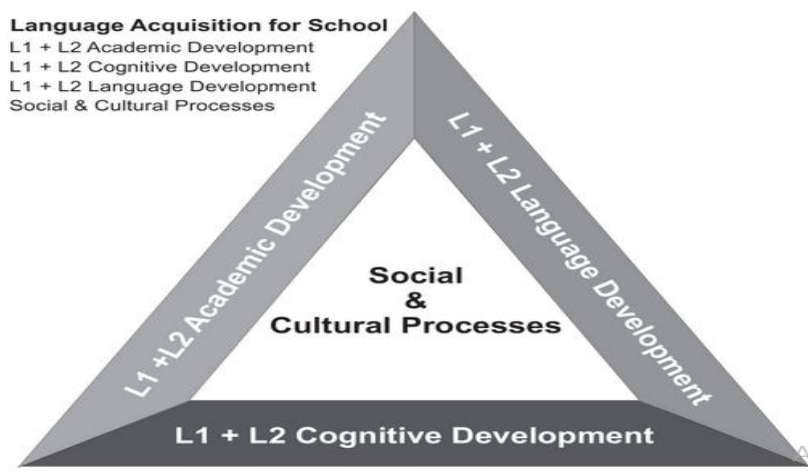 Language Acquisition for School
L1 + L2 Academic Development
L1 + L2 Cognitive Development
L1 + L2 Language Development
Social & Cultural Processes
L1 +L2 Academic Development
L1 + L2 Language Development
Social
&
Cultural Processes
L1 + L2 Cognitive Development